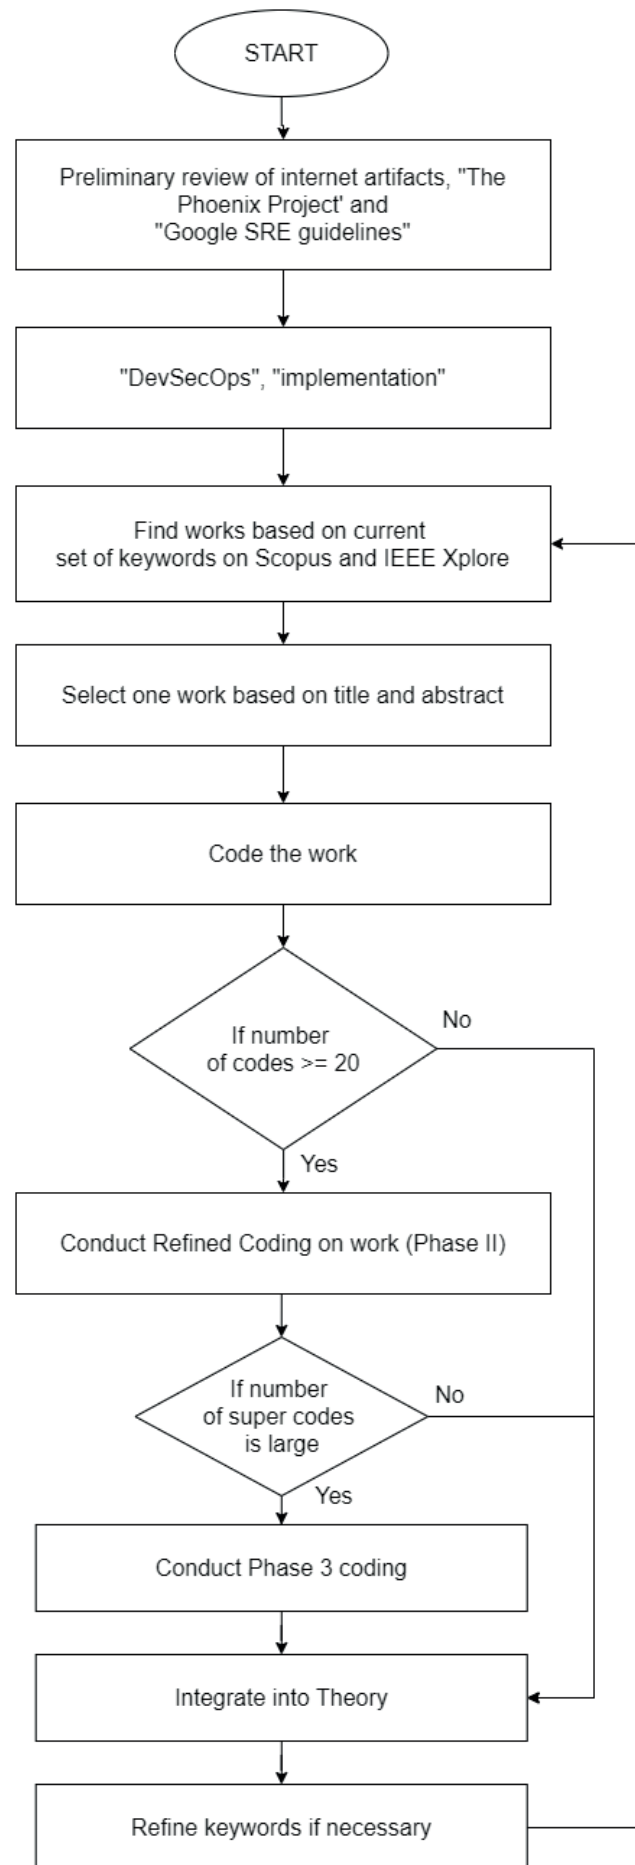 START
Preliminary review of internet artifacts, "The
Phoenix Project' and
"Google SRE guidelines"
"DevSecOps", "implementation"
Find works based on current
set of keywords on Scopus and IEEE Xplore
Select one work based on title and abstract
Code the work
If number
of codes >= 20
No
Yes
Conduct Refined Coding on work (Phase II)
If number
of super codes
is large
No
Yes
Conduct Phase 3 coding
Integrate into Theory
Refine keywords if necessary